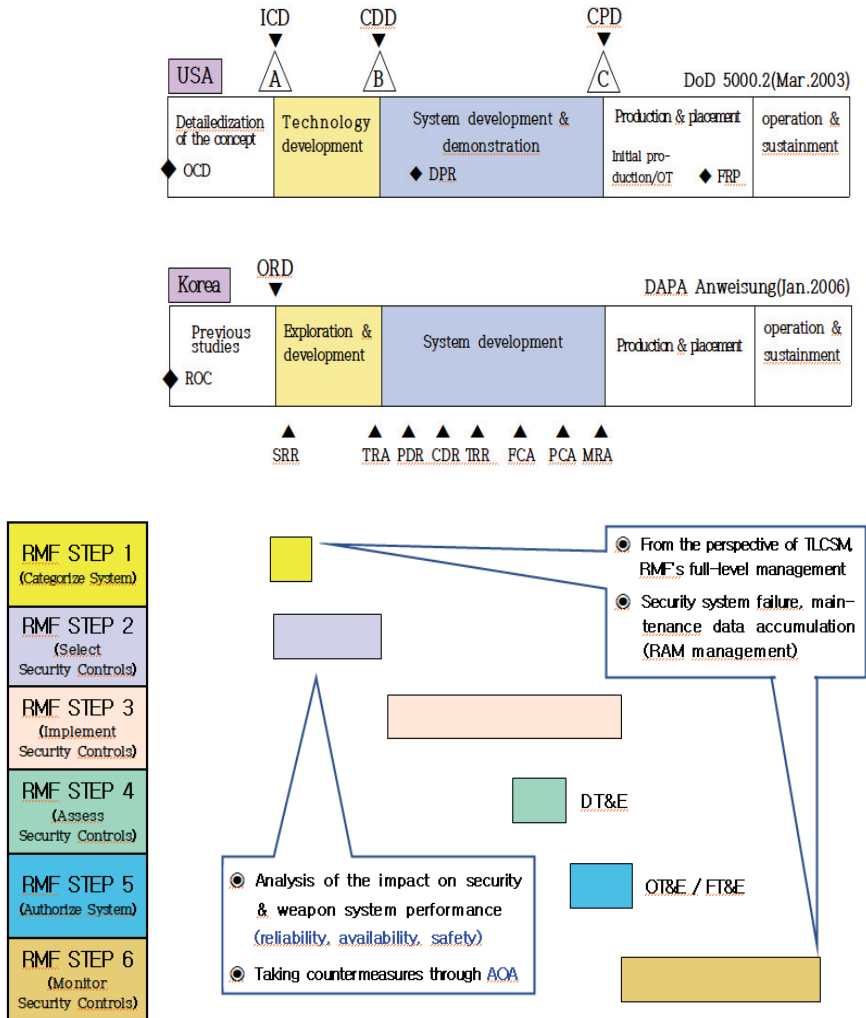 ICD
CDD
CPD
A
B
C
USA
DoD 5000.2(Mar.2003)
Detailedization
of the concept
OCD
Technology
development
System development &
demonstration
DPR
Production & placement
Initial pro-
duction/OT
FRP
operation &
sustainment
ORD
Korea
DAPA Anweisung(Jan.2006)
Previous
studies
ROC
Exploration &
development
System development
Production & placement
operation &
sustainment
SRR
TRA
PDR
CDR
TRR
FCA
PCA
MRA
RMF STEP 1
(Categorize System)
RMF STEP 2
(Select
Security Controls)
RMF STEP 3
(Implement
Security Controls)
RMF STEP 4
(Assess
Security Controls)
RMF STEP 5
(Authorize System)
RMF STEP 6
(Monitor
Security Controls)
From the perspective of TLCSM,
RMF's full-level management
Security system failure, main-
tenance data accumulation
(RAM management)
DT&E
OT&E / FT&E
Analysis of the impact on security
& weapon system performance
(reliability, availability, safety)
Taking countermeasures through AOA